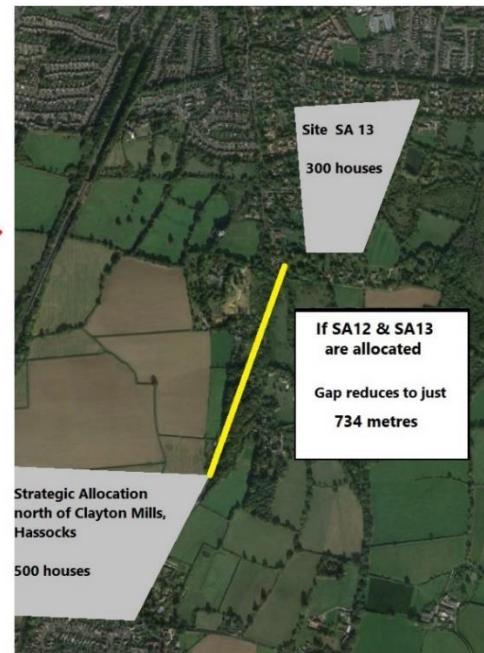 Site SA 13
300 houses
If SA12 & SA13
are allocated
Gap reduces to just
734 metres
Strategic Allocation
north of Clayton Mills,
Hassocks
500 houses